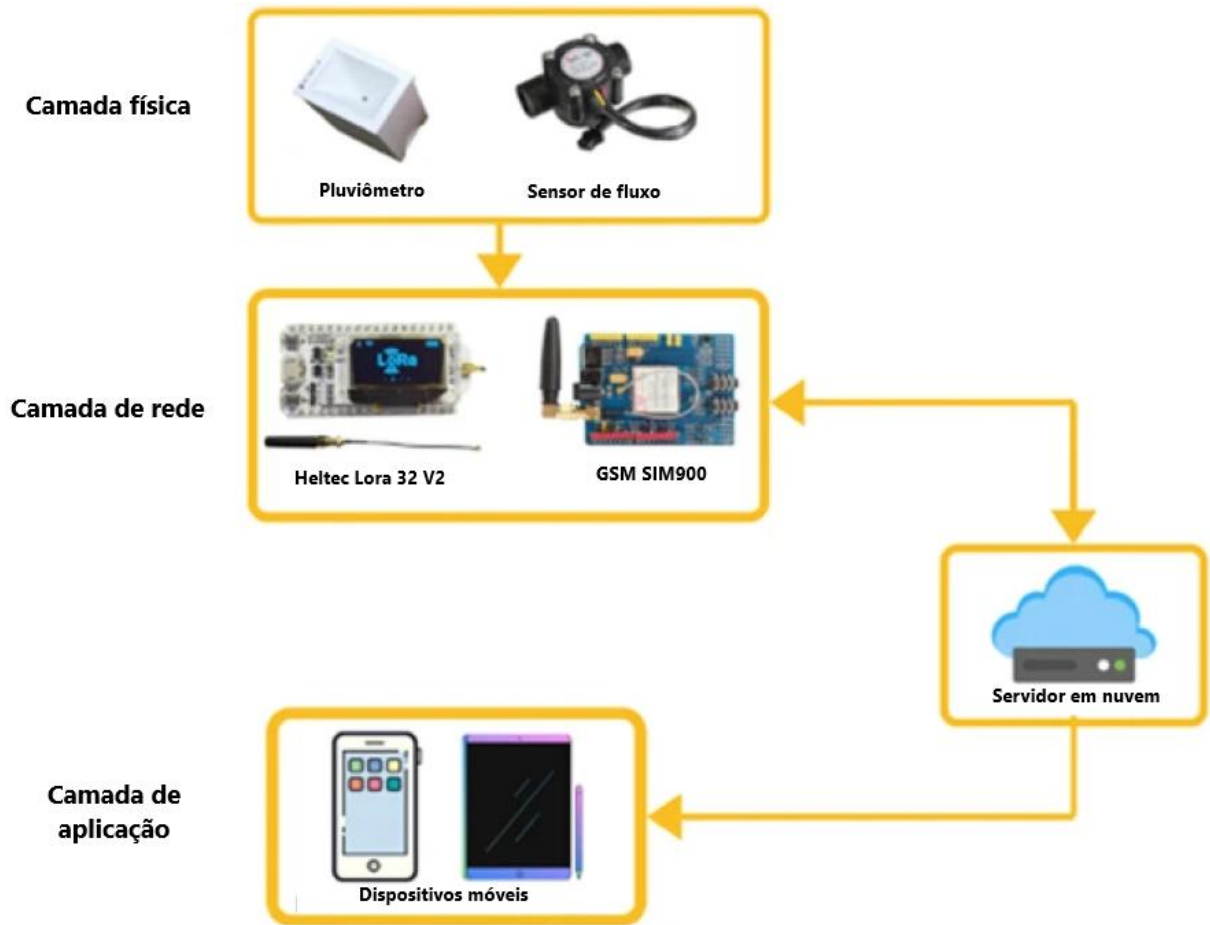 Camada física
Pluviômetro
Sensor de fluxo
Camada de rede
LoRa
Heltec Lora 32 V2
GSM SIM900
Servidor em nuvem
Camada de
aplicação
Dispositivos móveis